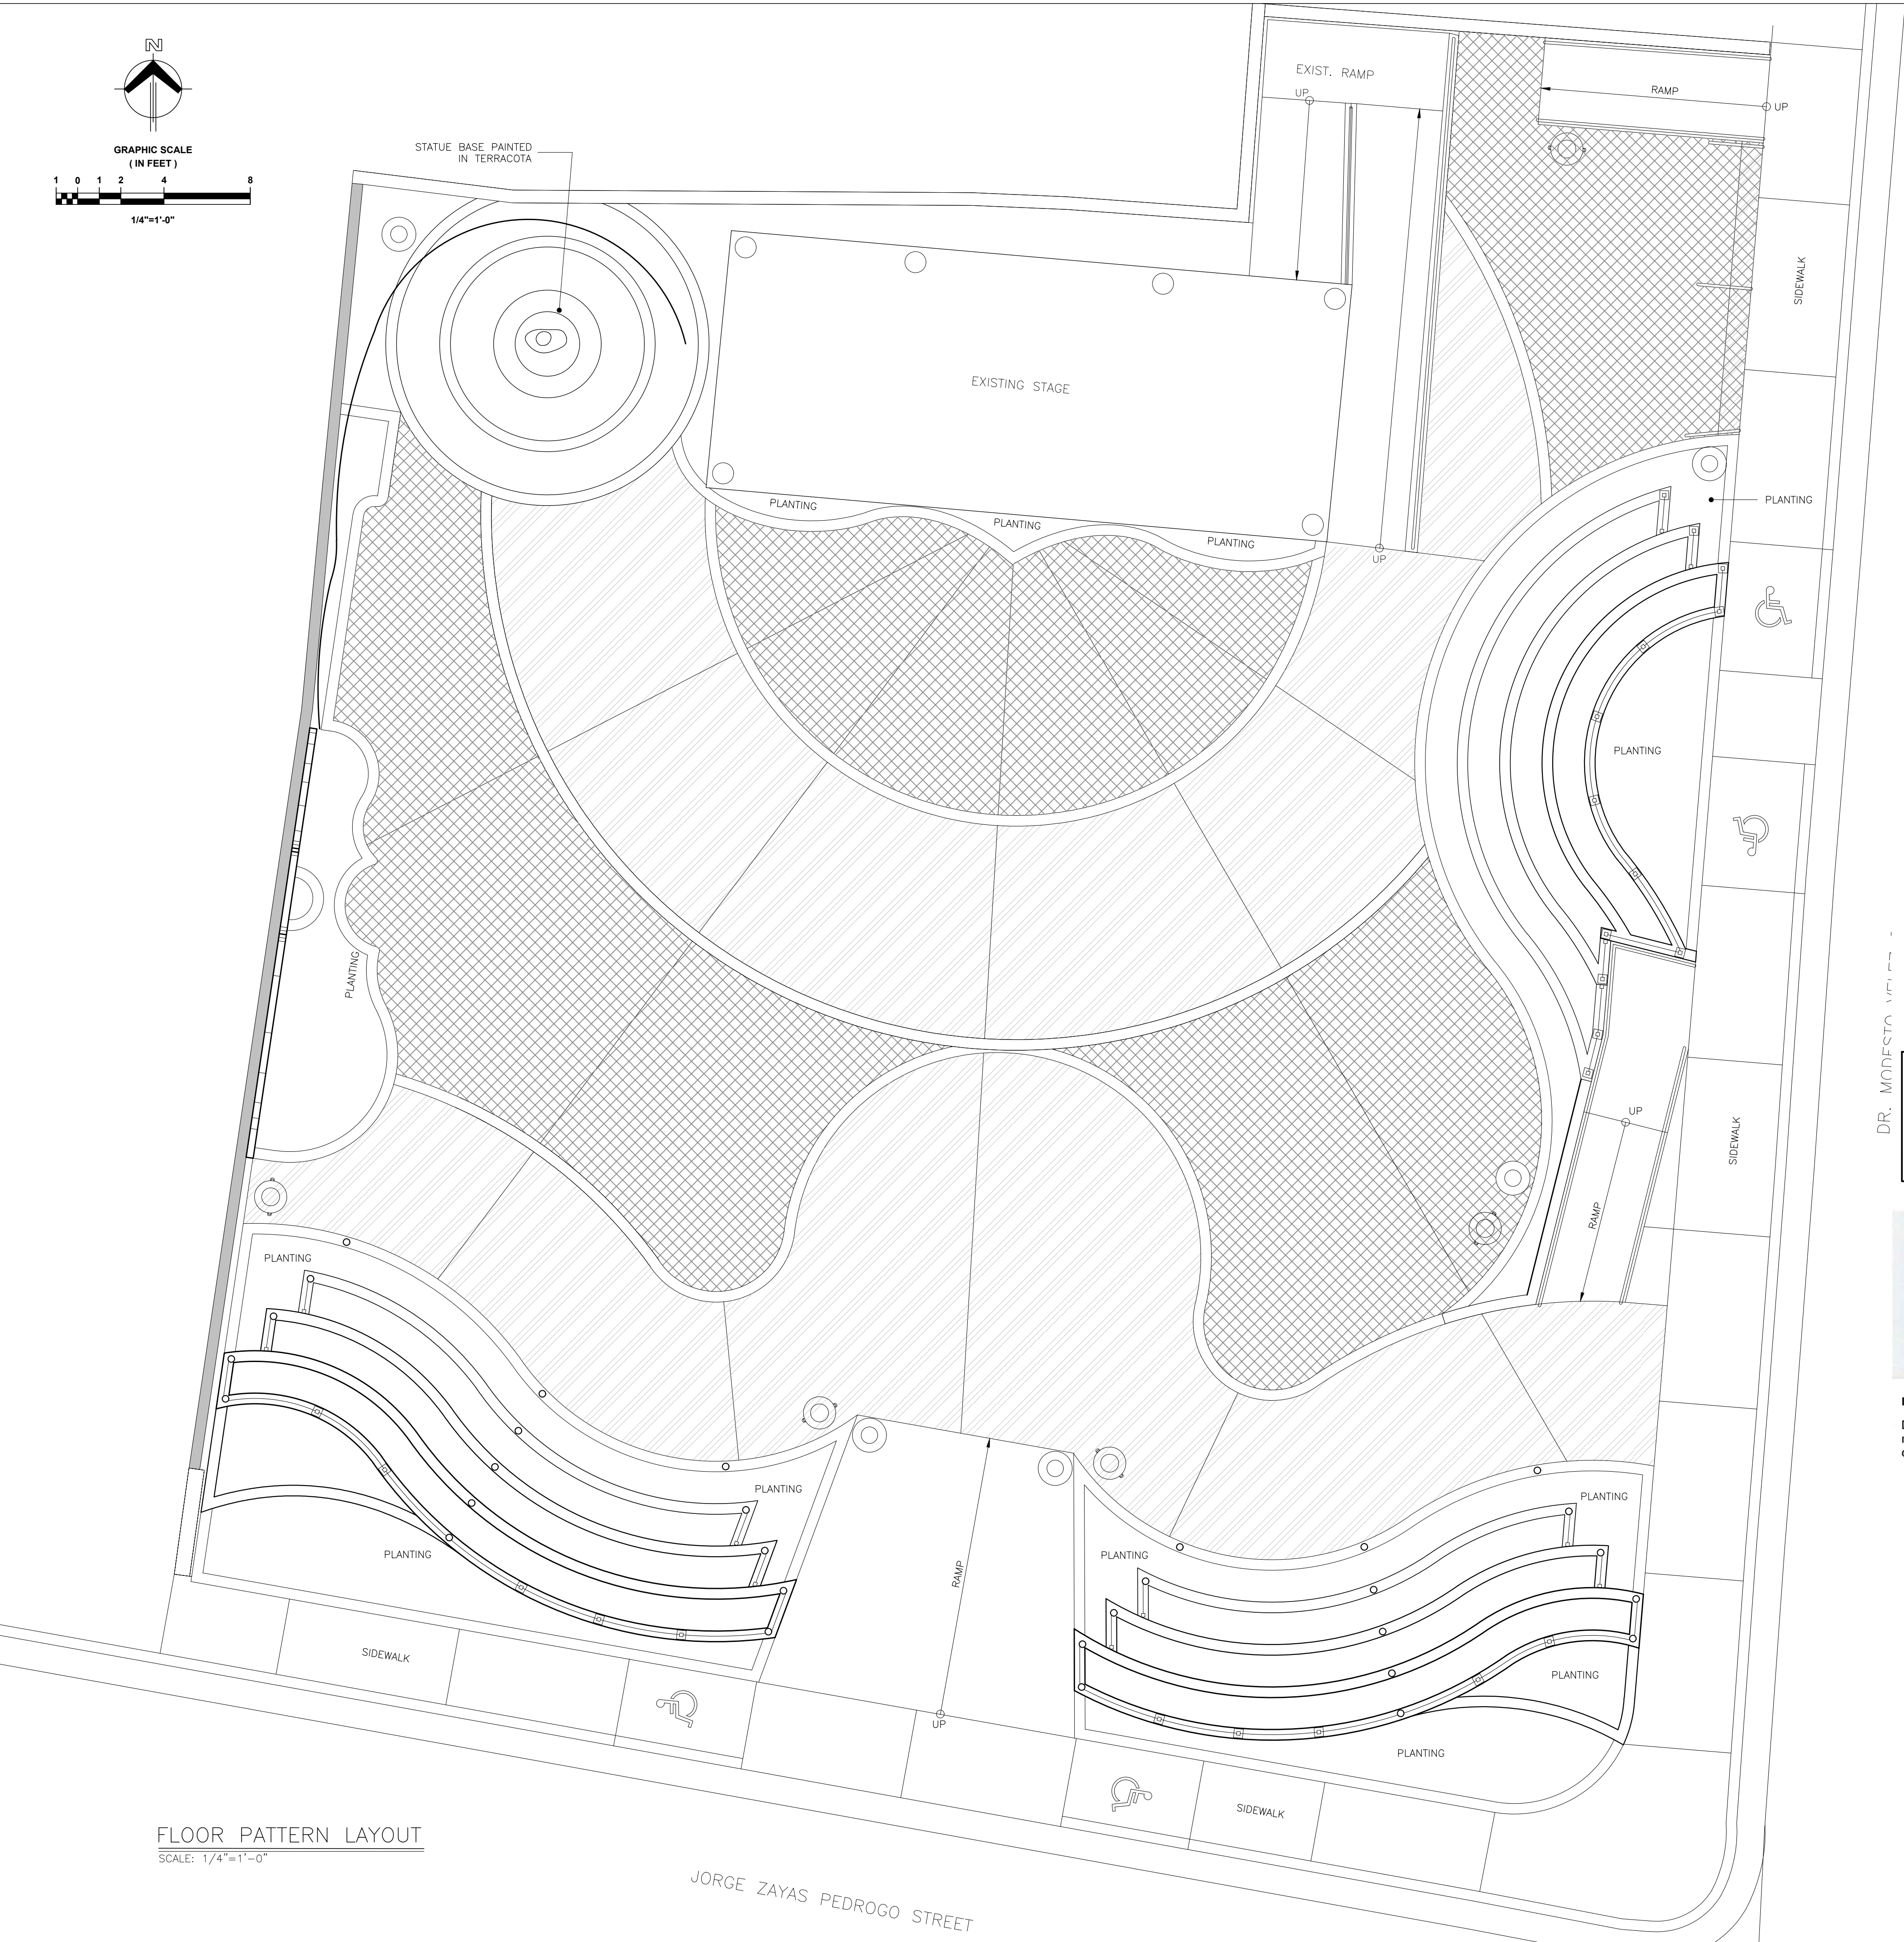 N
GRAPHIC SCALE
( IN FEET )
1 0 1 2 4 8
1/4"=1'-0"
STATUE BASE PAINTED
IN TERRACOTA
EXIST. RAMP
UP
RAMP
UP
SIDEWALK
EXISTING STAGE
PLANTING
PLANTING
PLANTING
UP
PLANTING
PLANTING
PLANTING
UP
RAMP
SIDEWALK
DR. MODESTO
PLANTING
PLANTING
PLANTING
RAMP
PLANTING
PLANTING
PLANTING
PLANTING
SIDEWALK
UP
SIDEWALK
FLOOR PATTERN LAYOUT
SCALE: 1/4"=1'-0"
JORGE ZAYAS PEDROGO STREET